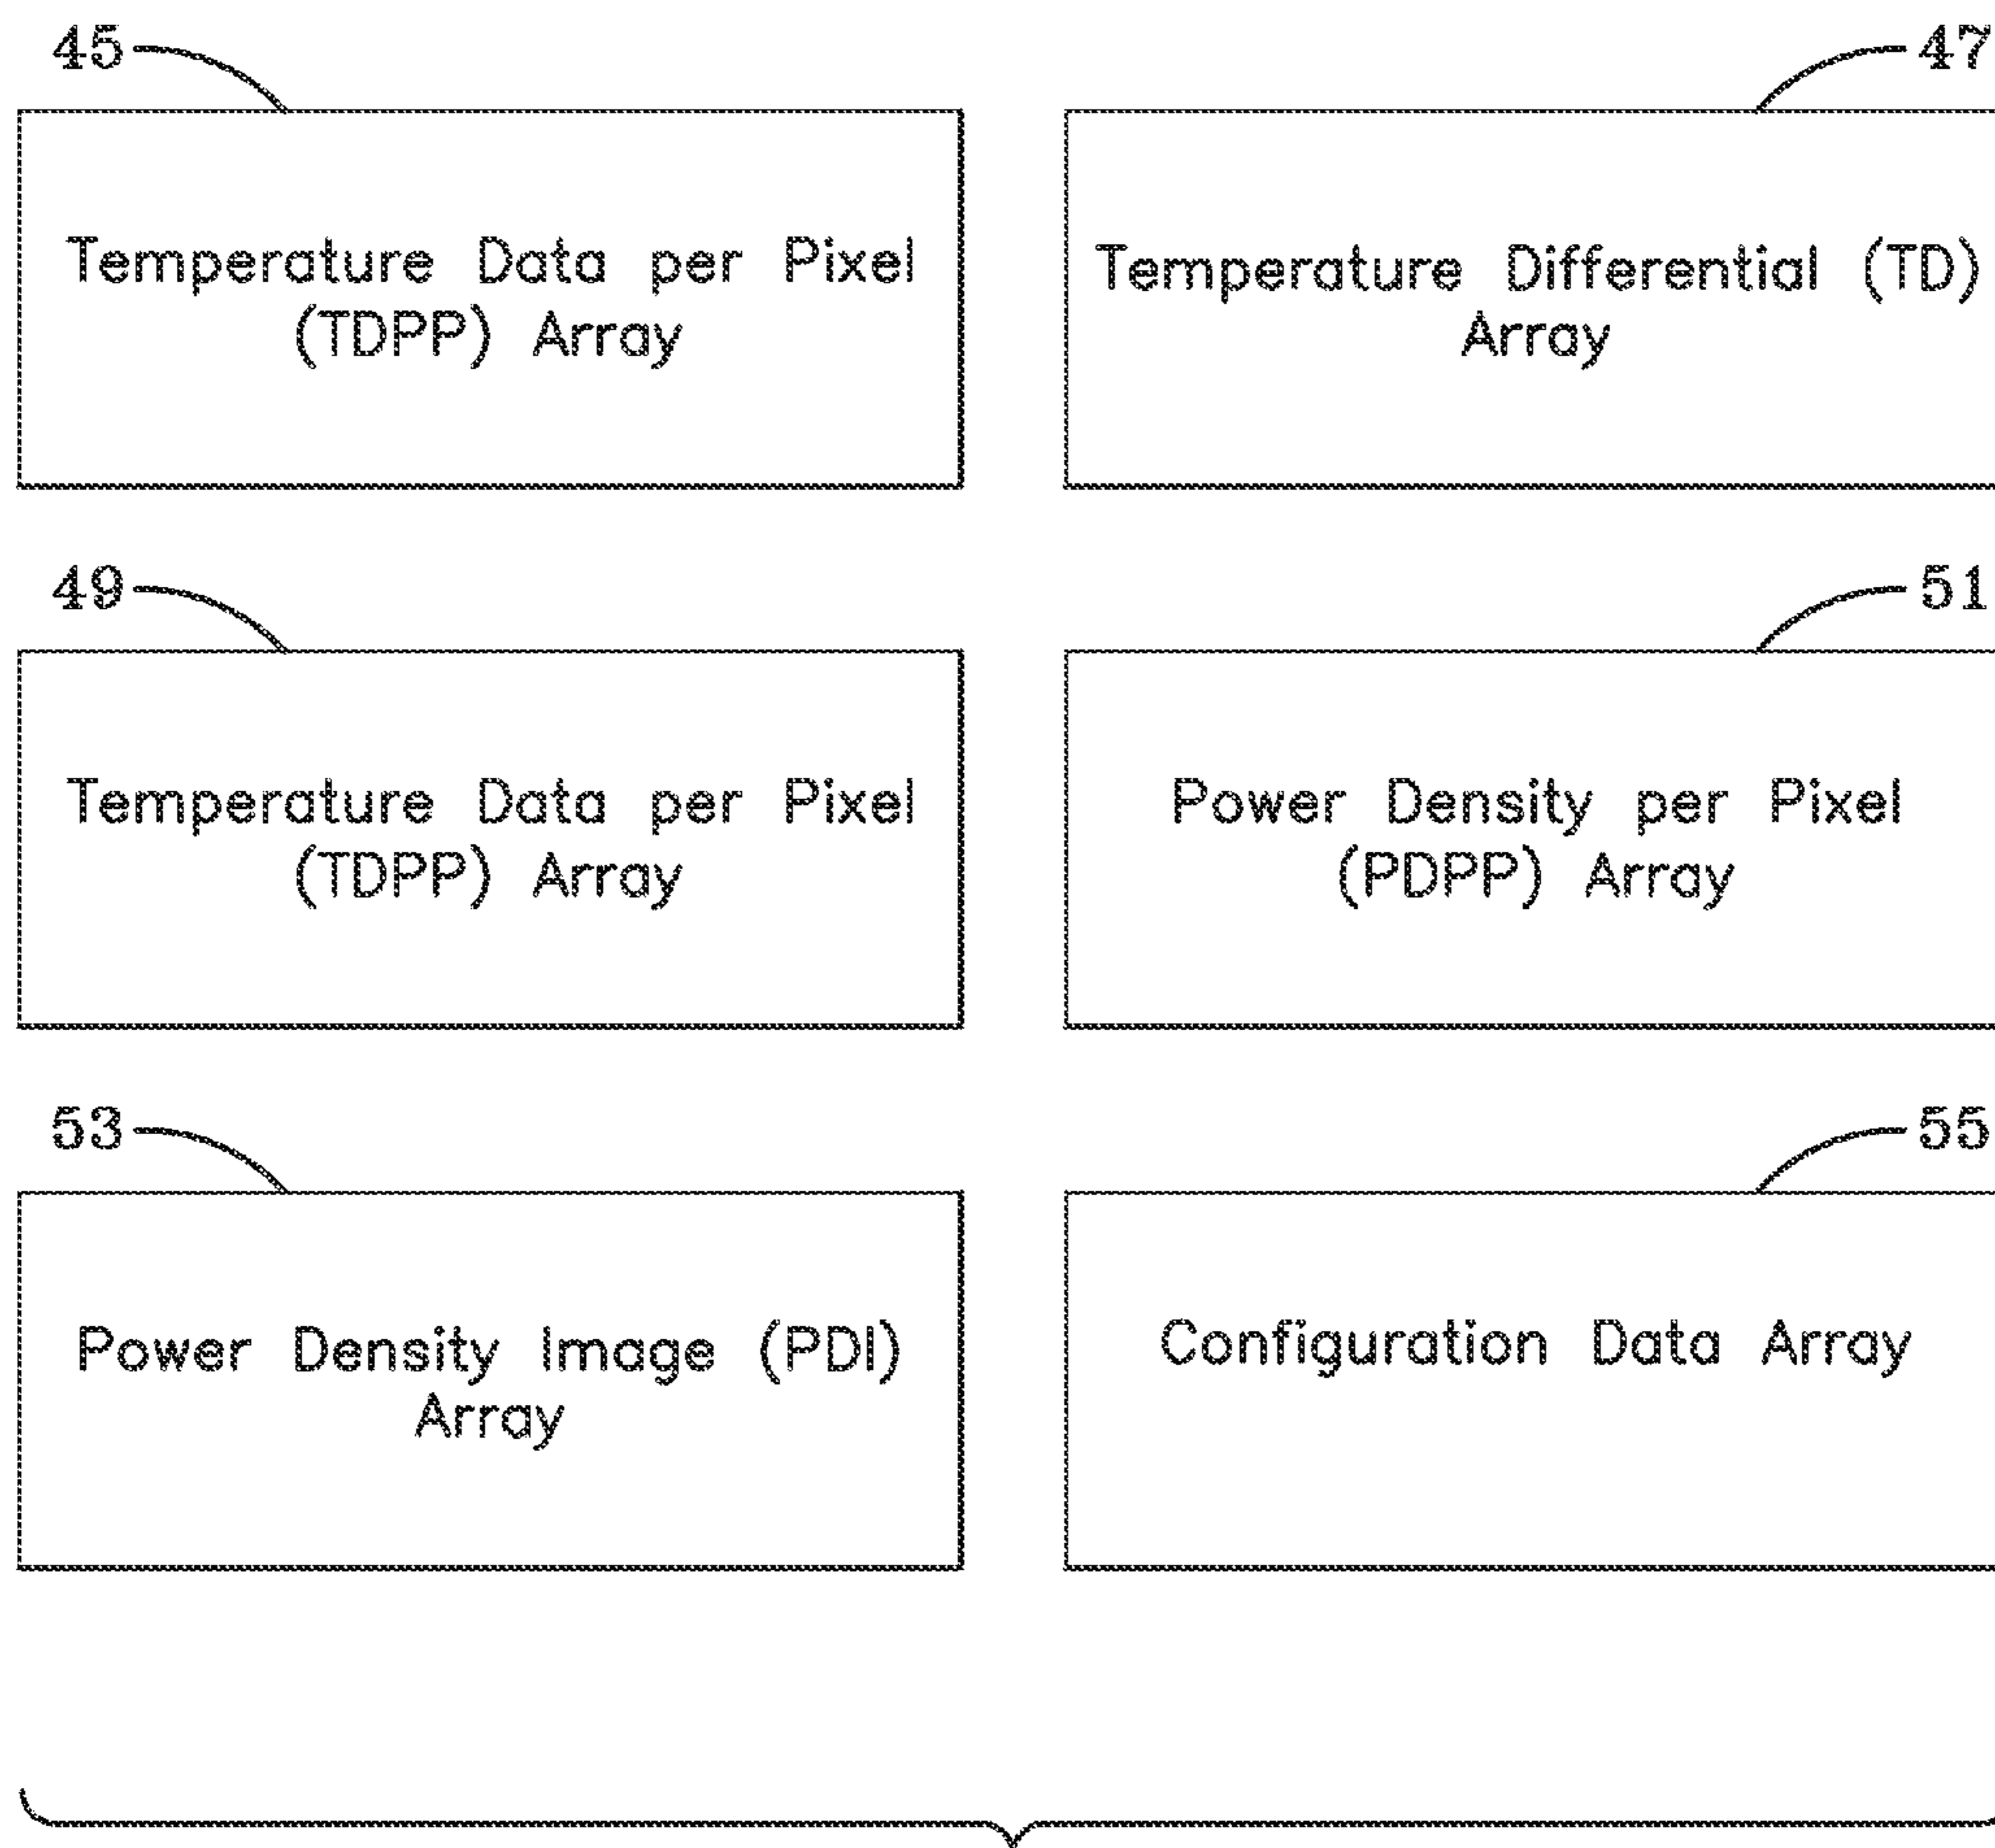 45
47
Temperature Data per Pixel
(TDPP) Array
Temperature Differential (TD)
Array
49
51
Temperature Data per Pixel
(TDPP) Array
Power Density per Pixel
(PDPP) Array
53
55
Power Density Image (PDI)
Array
Configuration Data Array